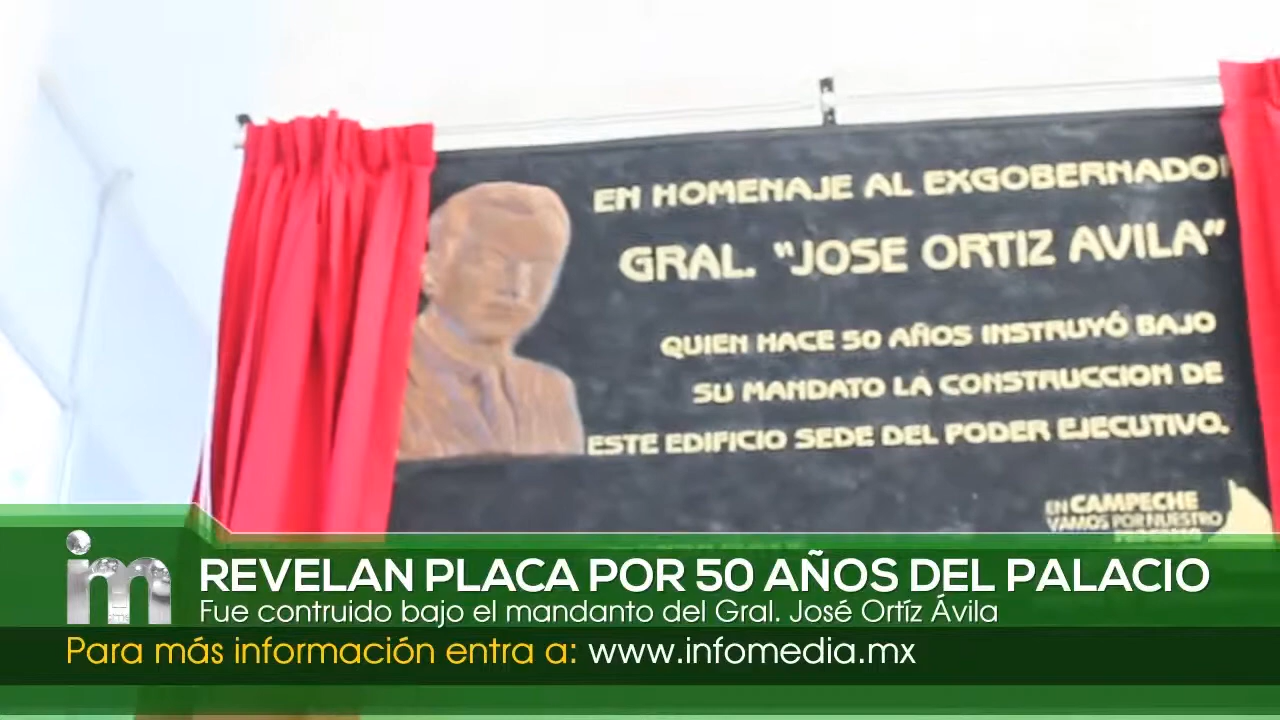 EN HOMENAJE AL EXGOBERNADOR
GRAL. "JOSE ORTIZ AVILA"
QUIEN HACE 50 AÑOS INSTRUYÓ BAJO
SU MANDATO LA CONSTRUCCION DE
ESTE EDIFICIO SEDE DEL PODER EJECUTIVO.
EN CAMPECHE
VAMOS POR NUESTRO
im
REVELAN PLACA POR 50 AÑOS DEL PALACIO
Fue contruido bajo el mandanto del Gral. José Ortíz Ávila
Para más información entra a: www.infomedia.mx